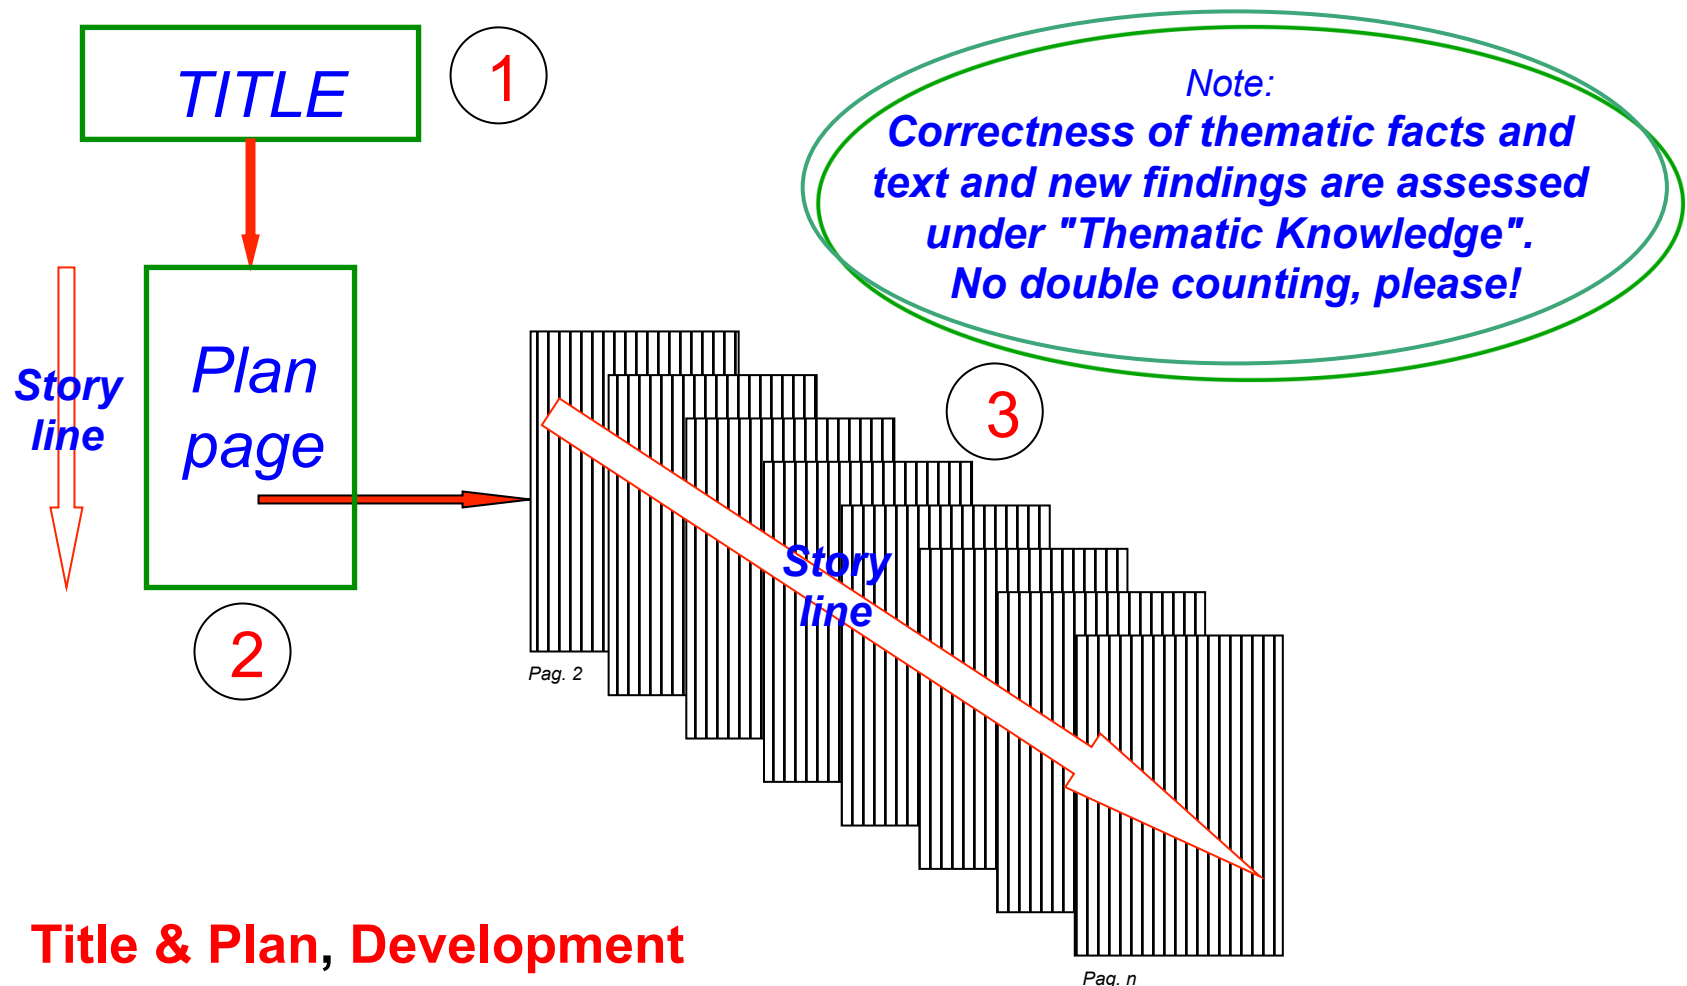 TITLE
1
Note:
Correctness of thematic facts and
text and new findings are assessed
under "Thematic Knowledge".
No double counting, please!
Story
line
Plan
page
2
3
Story
line
Pag. 2
Pag. n
Title & Plan, Development